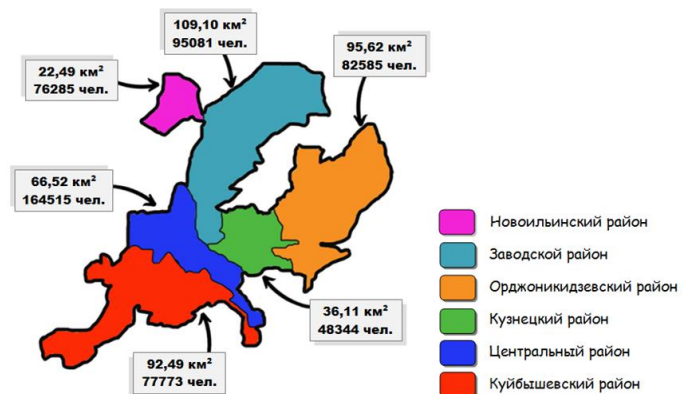 109,10 км²
95081 чел.
95,62 км²
82585 чел.
22,49 км²
76285 чел.
66,52 км²
164515 чел.
36,11 км²
48344 чел.
92,49 км²
77773 чел.
Новоильинский район
Заводской район
Орджоникидзевский район
Кузнецкий район
Центральный район
Куйбышевский район